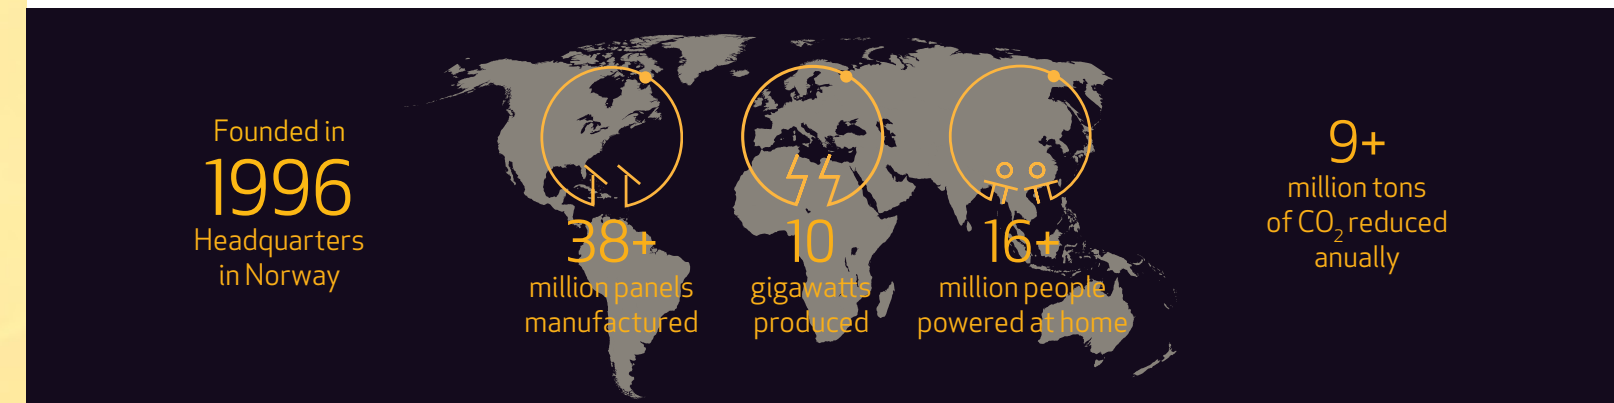 Founded in
1996
Headquarters
in Norway
38+
million panels
manufactured
10
gigawatts
produced
16+
million people
powered at home
9+
million tons
of CO₂ reduced
anually